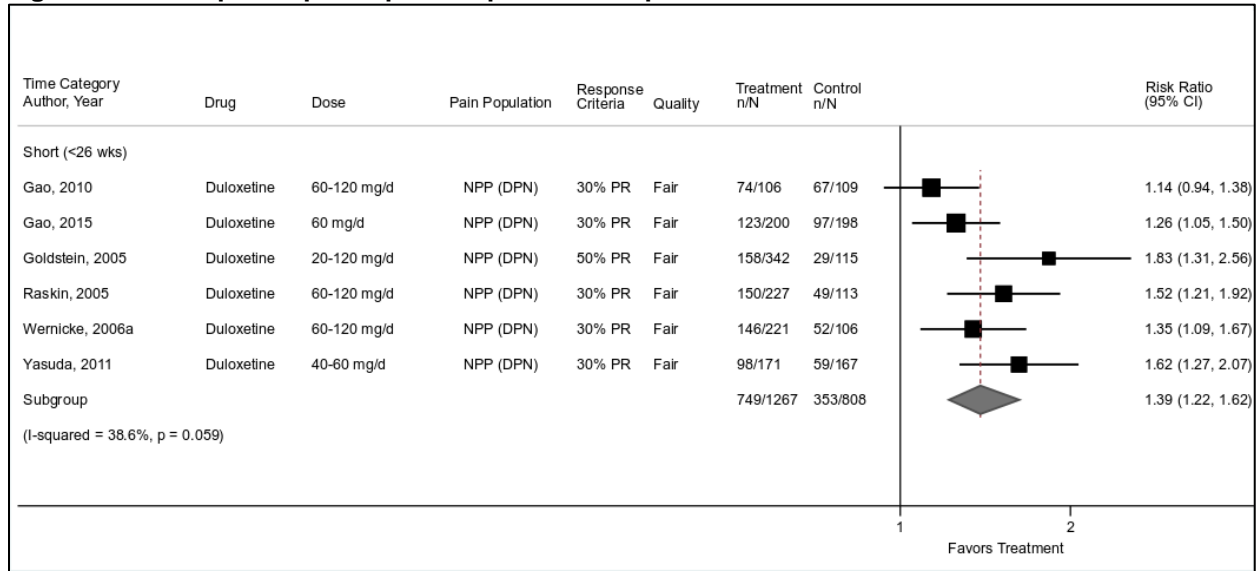 Time Category
Author, Year Drug Dose Pain Population Response Criteria Quality Treatment n/N Control n/N Risk Ratio (95% CI)
Short (<26 wks)
Gao, 2010 Duloxetine 60-120 mg/d NPP (DPN) 30% PR Fair 74/106 67/109 1.14 (0.94, 1.38)
Gao, 2015 Duloxetine 60 mg/d NPP (DPN) 30% PR Fair 123/200 97/198 1.26 (1.05, 1.50)
Goldstein, 2005 Duloxetine 20-120 mg/d NPP (DPN) 50% PR Fair 158/342 29/115 1.83 (1.31, 2.56)
Raskin, 2005 Duloxetine 60-120 mg/d NPP (DPN) 30% PR Fair 150/227 49/113 1.52 (1.21, 1.92)
Wernicke, 2006a Duloxetine 60-120 mg/d NPP (DPN) 30% PR Fair 146/221 52/106 1.35 (1.09, 1.67)
Yasuda, 2011 Duloxetine 40-60 mg/d NPP (DPN) 30% PR Fair 98/171 59/167 1.62 (1.27, 2.07)
Subgroup 749/1267 353/808 1.39 (1.22, 1.62)
(I-squared = 38.6%, p = 0.059)
1 2
Favors Treatment